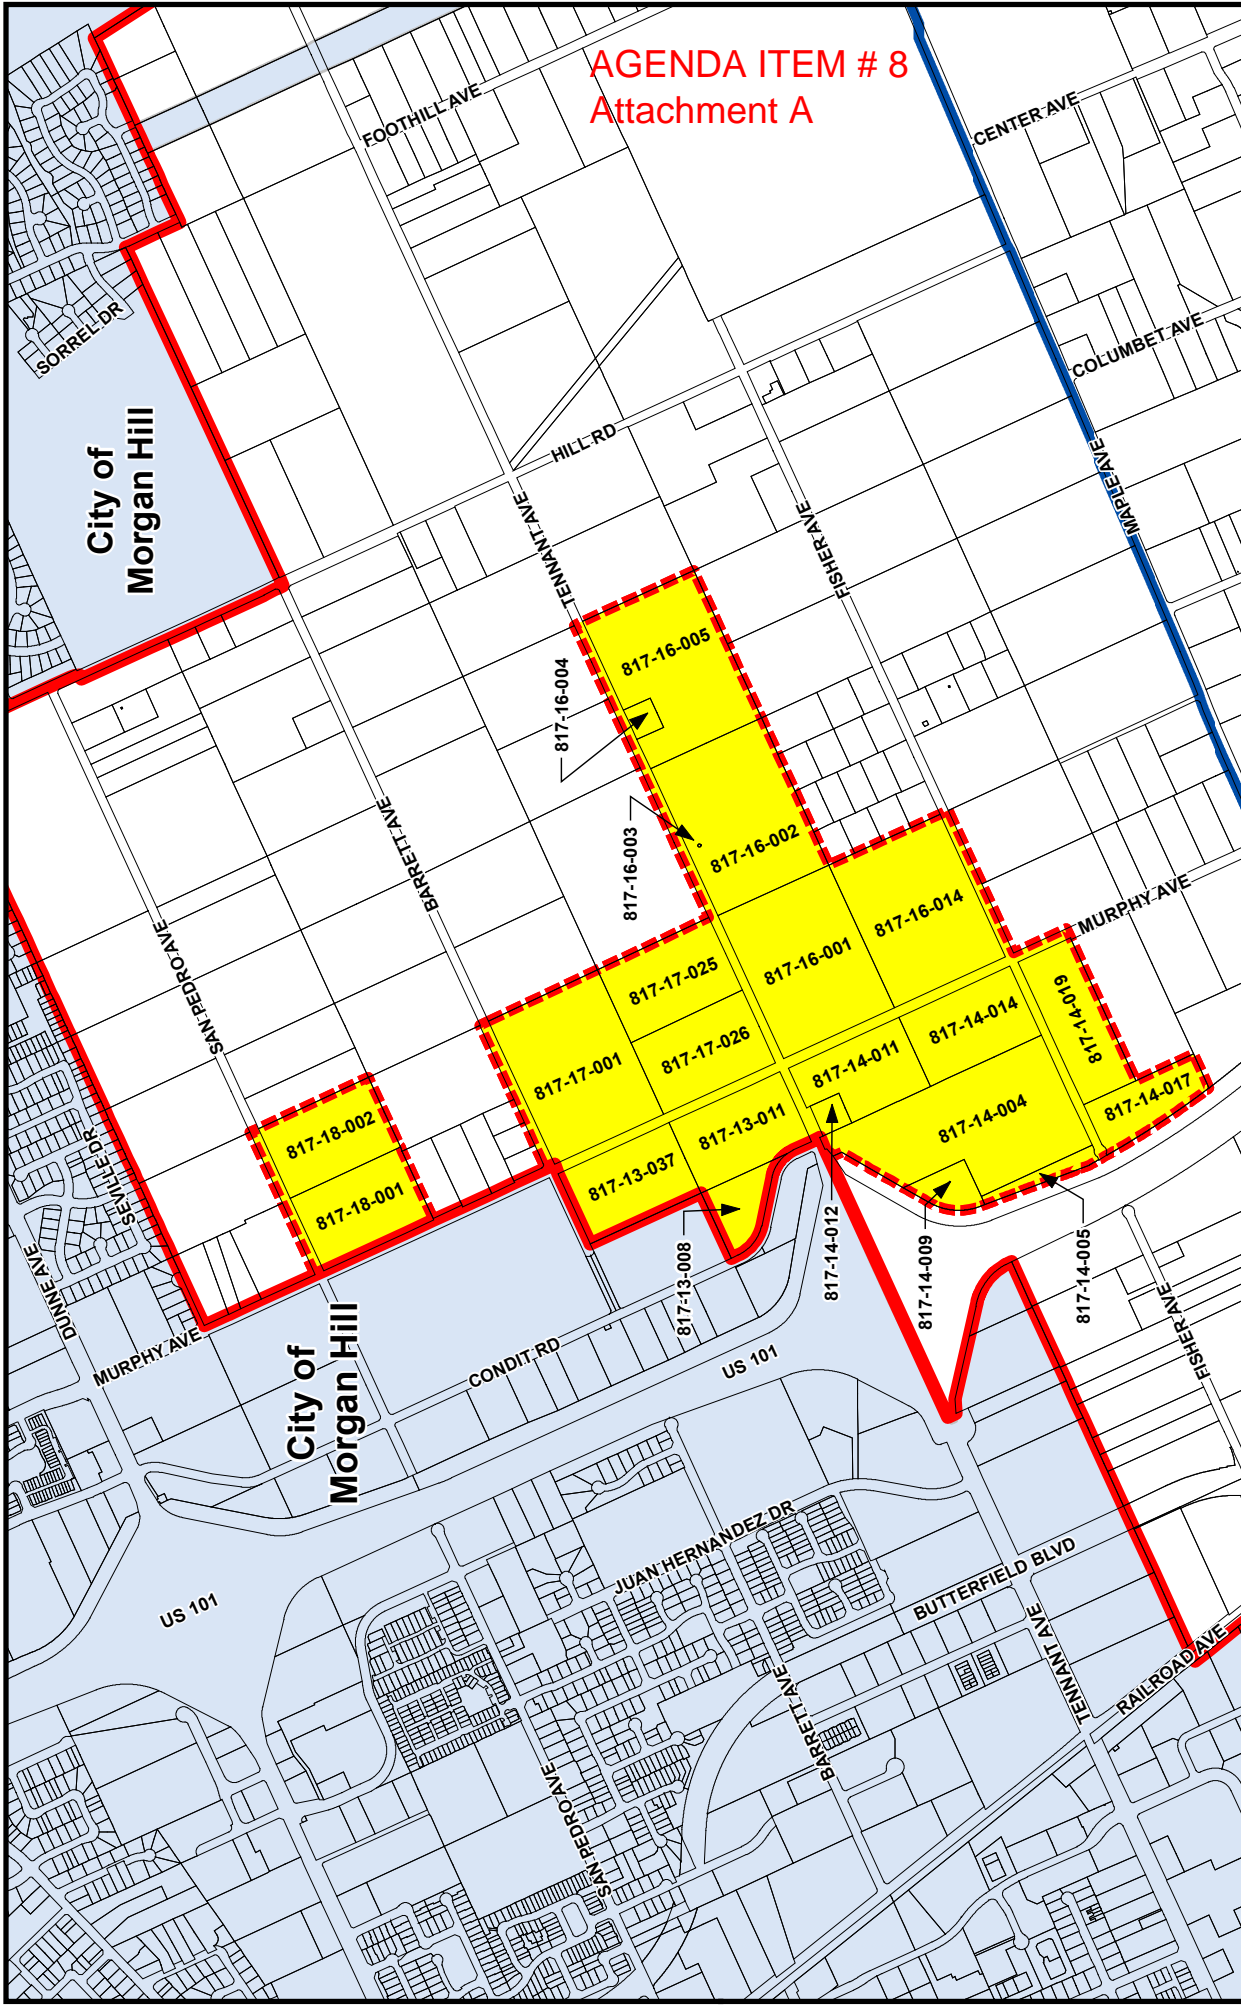 AGENDA ITEM # 8
Attachment A
FOOTHILL AVE
CENTER AVE
SORREL DR
COLUMBET AVE
City of
Morgan Hill
HILL RD
MAPLE AVE
TENNANT AVE
FISHER AVE
817-16-005
817-16-004
817-16-003
817-16-002
BARRETT AVE
SAN PEDRO AVE
817-16-014
817-16-001
MURPHY AVE
817-17-025
817-17-026
817-17-001
817-14-019
817-14-014
817-14-011
817-14-017
817-14-004
817-18-002
817-18-001
817-13-011
817-13-037
817-13-008
817-14-012
817-14-009
817-14-005
SEVILLE DR
DUNNE AVE
MURPHY AVE
City of
Morgan Hill
CONDIT RD
US 101
FISHER AVE
US 101
JUAN HERNANDEZ DR
BUTTERFIELD BLVD
TENNANT AVE
RAILROAD AVE
BARRETT AVE
SAN PEDRO AVE